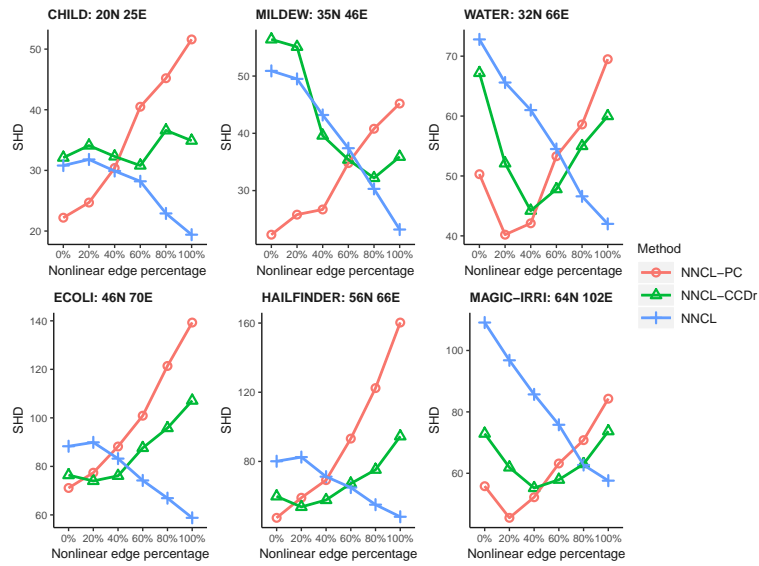 CHILD: 20N 25E
MILDEW: 35N 46E
WATER: 32N 66E
SHD
50
40
30
20
0% 20% 40% 60% 80% 100%
Nonlinear edge percentage
SHD
50
40
30
0% 20% 40% 60% 80% 100%
Nonlinear edge percentage
SHD
70
60
50
40
0% 20% 40% 60% 80% 100%
Nonlinear edge percentage
Method
NNCL−PC
NNCL−CCDr
NNCL
ECOLI: 46N 70E
HAILFINDER: 56N 66E
MAGIC−IRRI: 64N 102E
SHD
140
120
100
80
60
0% 20% 40% 60% 80% 100%
Nonlinear edge percentage
SHD
160
120
80
0% 20% 40% 60% 80% 100%
Nonlinear edge percentage
SHD
100
80
60
0% 20% 40% 60% 80% 100%
Nonlinear edge percentage